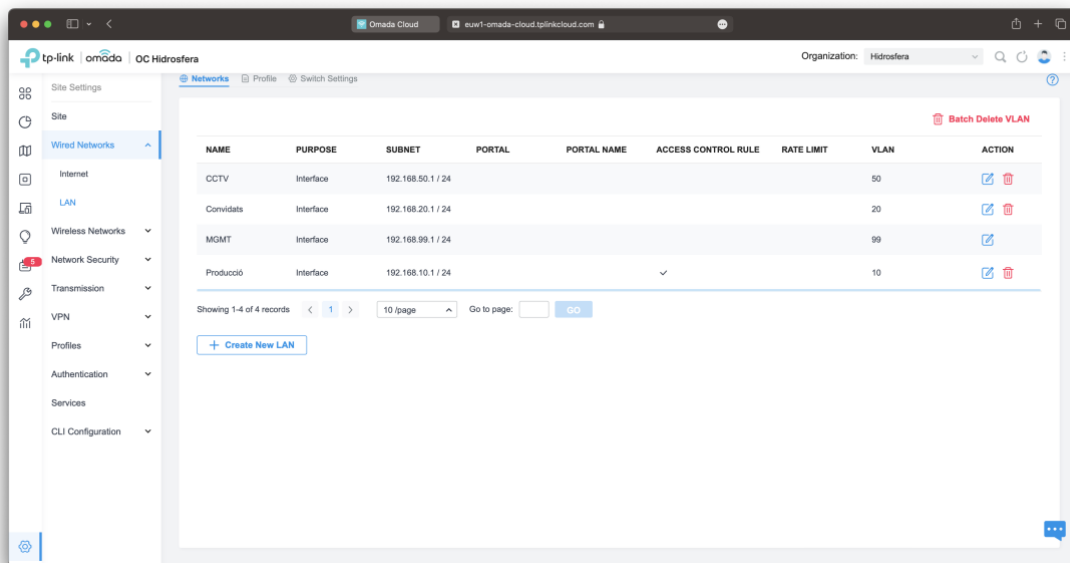 Omada Cloud
euw1-omada-cloud.tplinkcloud.com
tp-link | omada | OC Hidrosfera
Organization: Hidrosfera
Site Settings
Site
Wired Networks
Internet
LAN
Wireless Networks
Network Security
Transmission
VPN
Profiles
Authentication
Services
CLI Configuration
5
Networks Profile Switch Settings
Batch Delete VLAN
NAME PURPOSE SUBNET PORTAL PORTAL NAME ACCESS CONTROL RULE RATE LIMIT VLAN ACTION
CCTV Interface 192.168.50.1 / 24 50
Convidats Interface 192.168.20.1 / 24 20
MGMT Interface 192.168.99.1 / 24 99
Producció Interface 192.168.10.1 / 24 ✓ 10
Showing 1-4 of 4 records < 1 > 10 /page Go to page: GO
+ Create New LAN